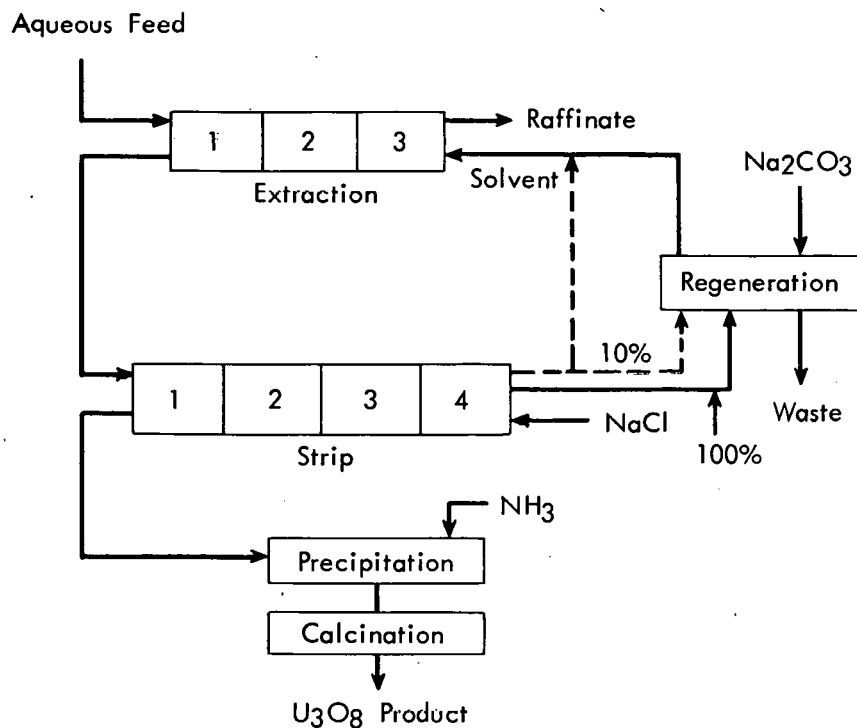 Aqueous Feed
1 2 3
Raffinate
Solvent
Extraction
Na2CO3
Regeneration
10%
1 2 3 4
NaCl
Waste
Strip
100%
NH3
Precipitation
Calcination
U3O8 Product